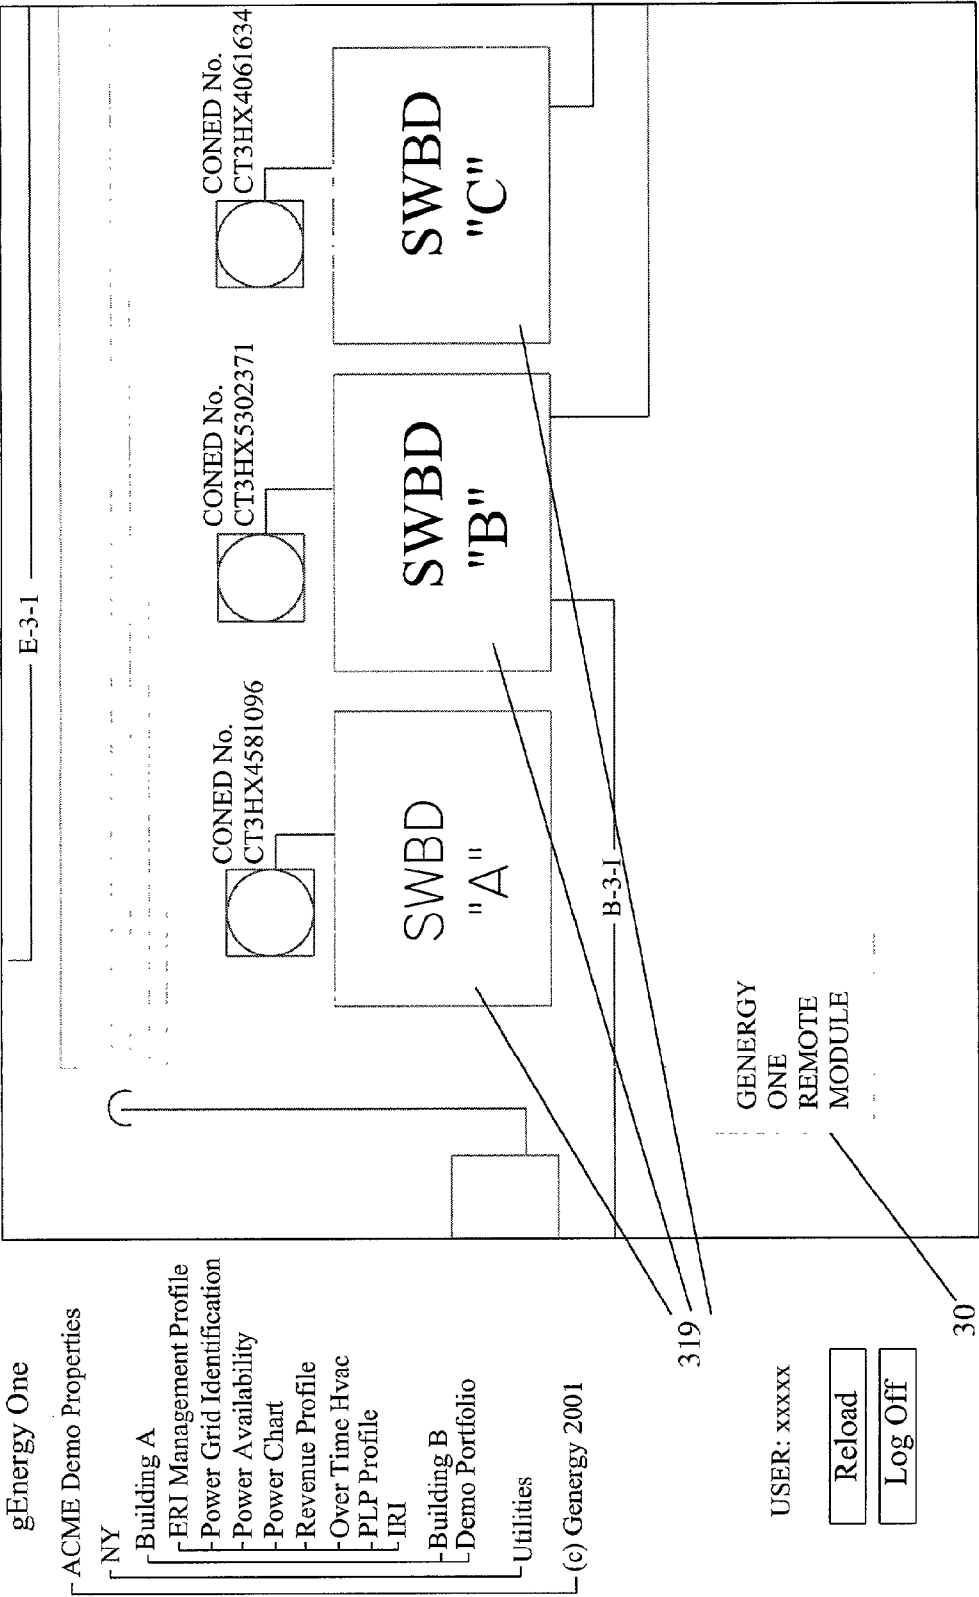 gEnergy One
ACME Demo Properties
NY
Building A
ERI Management Profile
Power Grid Identification
Power Availability
Power Chart
Revenue Profile
Over Time Hvac
PLP Profile
IRI
Building B
Demo Portfolio
Utilities
(c) Genergy 2001
USER: xxxxx
Reload
Log Off
E-3-1
CONED No.
CT3HX4581096
CONED No.
CT3HX5302371
CONED No.
CT3HX4061634
SWBD
"A"
SWBD
"B"
SWBD
"C"
B-3-1
GENERGY
ONE
REMOTE
MODULE
319
30